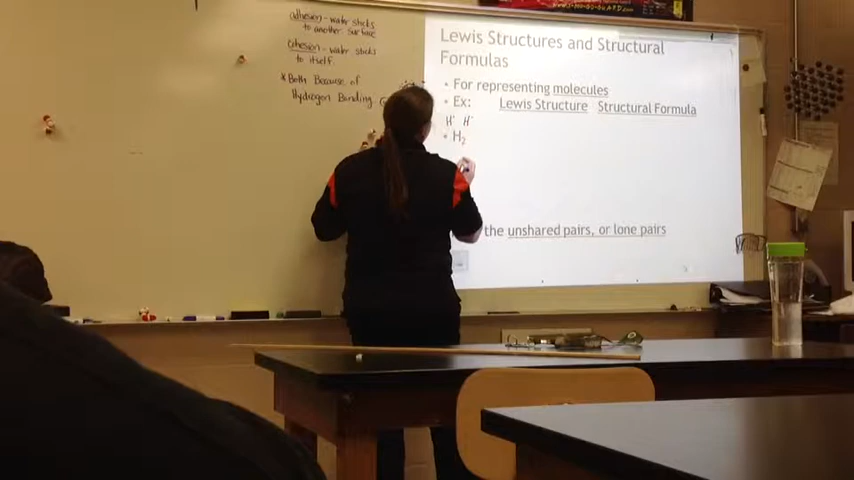 adhesion - water sticks
to another surface
cohesion - water sticks
to itself.
* Both Because of
Hydrogen Bonding
Lewis Structures and Structural
Formulas
• For representing molecules
• Ex:
Lewis Structure Structural Formula
H· H·
• H2
the unshared pairs, or lone pairs